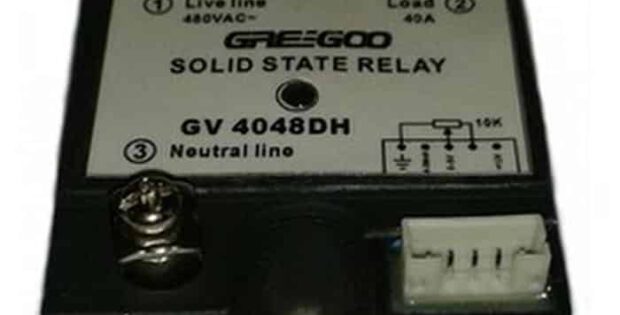 ① Live line Load ②
480VAC~ 40A
GREEGOO
SOLID STATE RELAY
GV 4048DH
10K
③ Neutral line